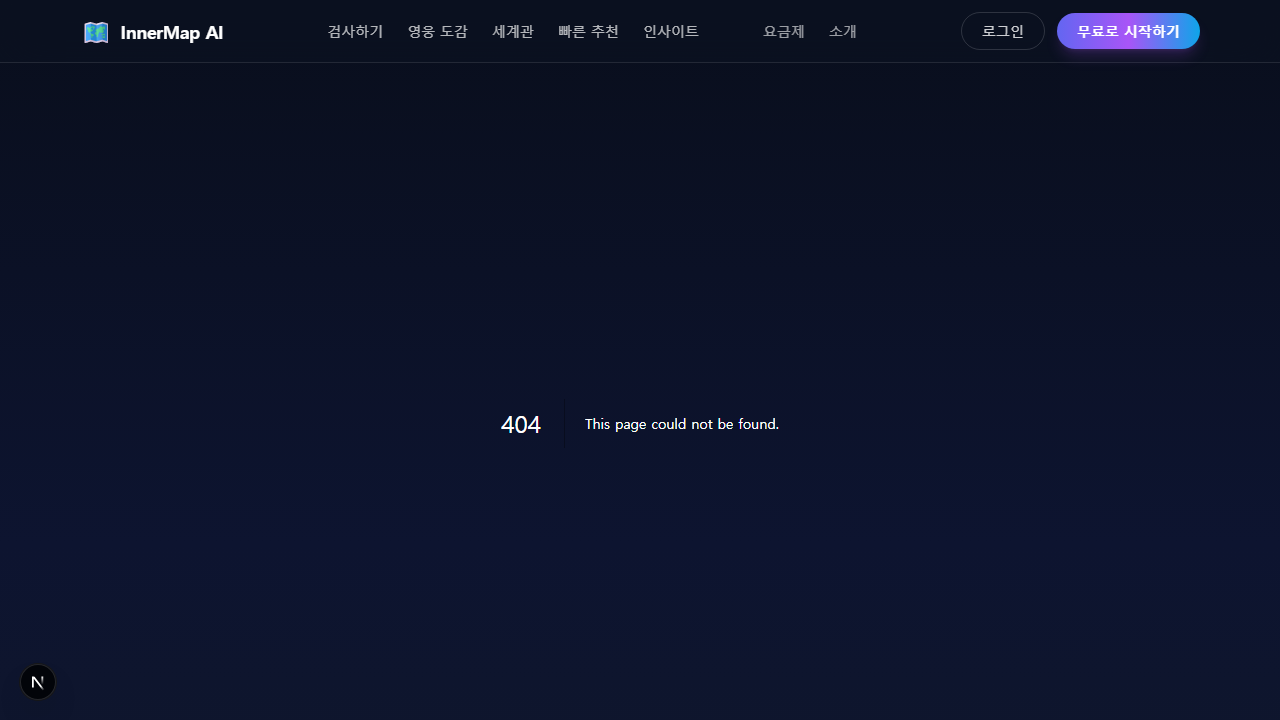 InnerMap AI
검사하기 영웅 도감 세계관 빠른 추천 인사이트 요금제 소개
로그인 무료로 시작하기
404 This page could not be found.
N